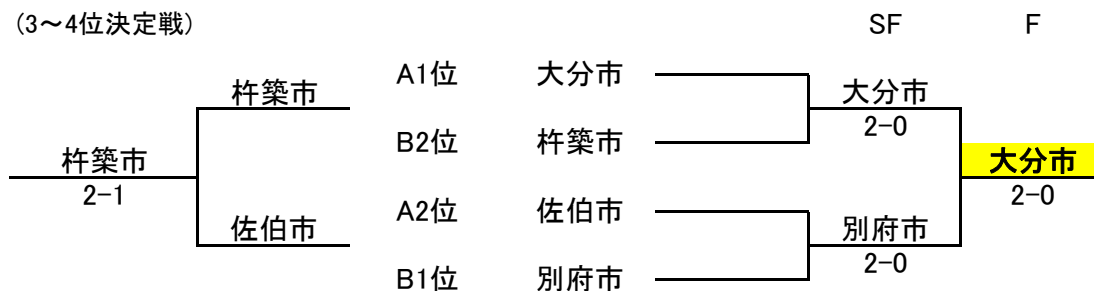 (3～4位決定戦) SF F
A1位 大分市
杵築市 大分市
2-0
B2位 杵築市
杵築市 大分市
2-1 2-0
A2位 佐伯市
佐伯市 別府市
2-0
B1位 別府市